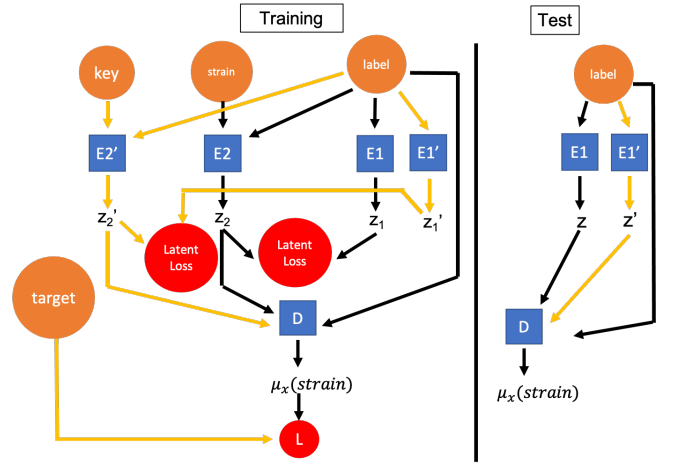 Training
Test
key
strain
label
label
E2’
E2
E1
E1’
E1
E1’
z₂’
z₂
z₁
z₁’
z
z’
Latent
Loss
Latent
Loss
target
D
D
μₓ(strain)
μₓ(strain)
L